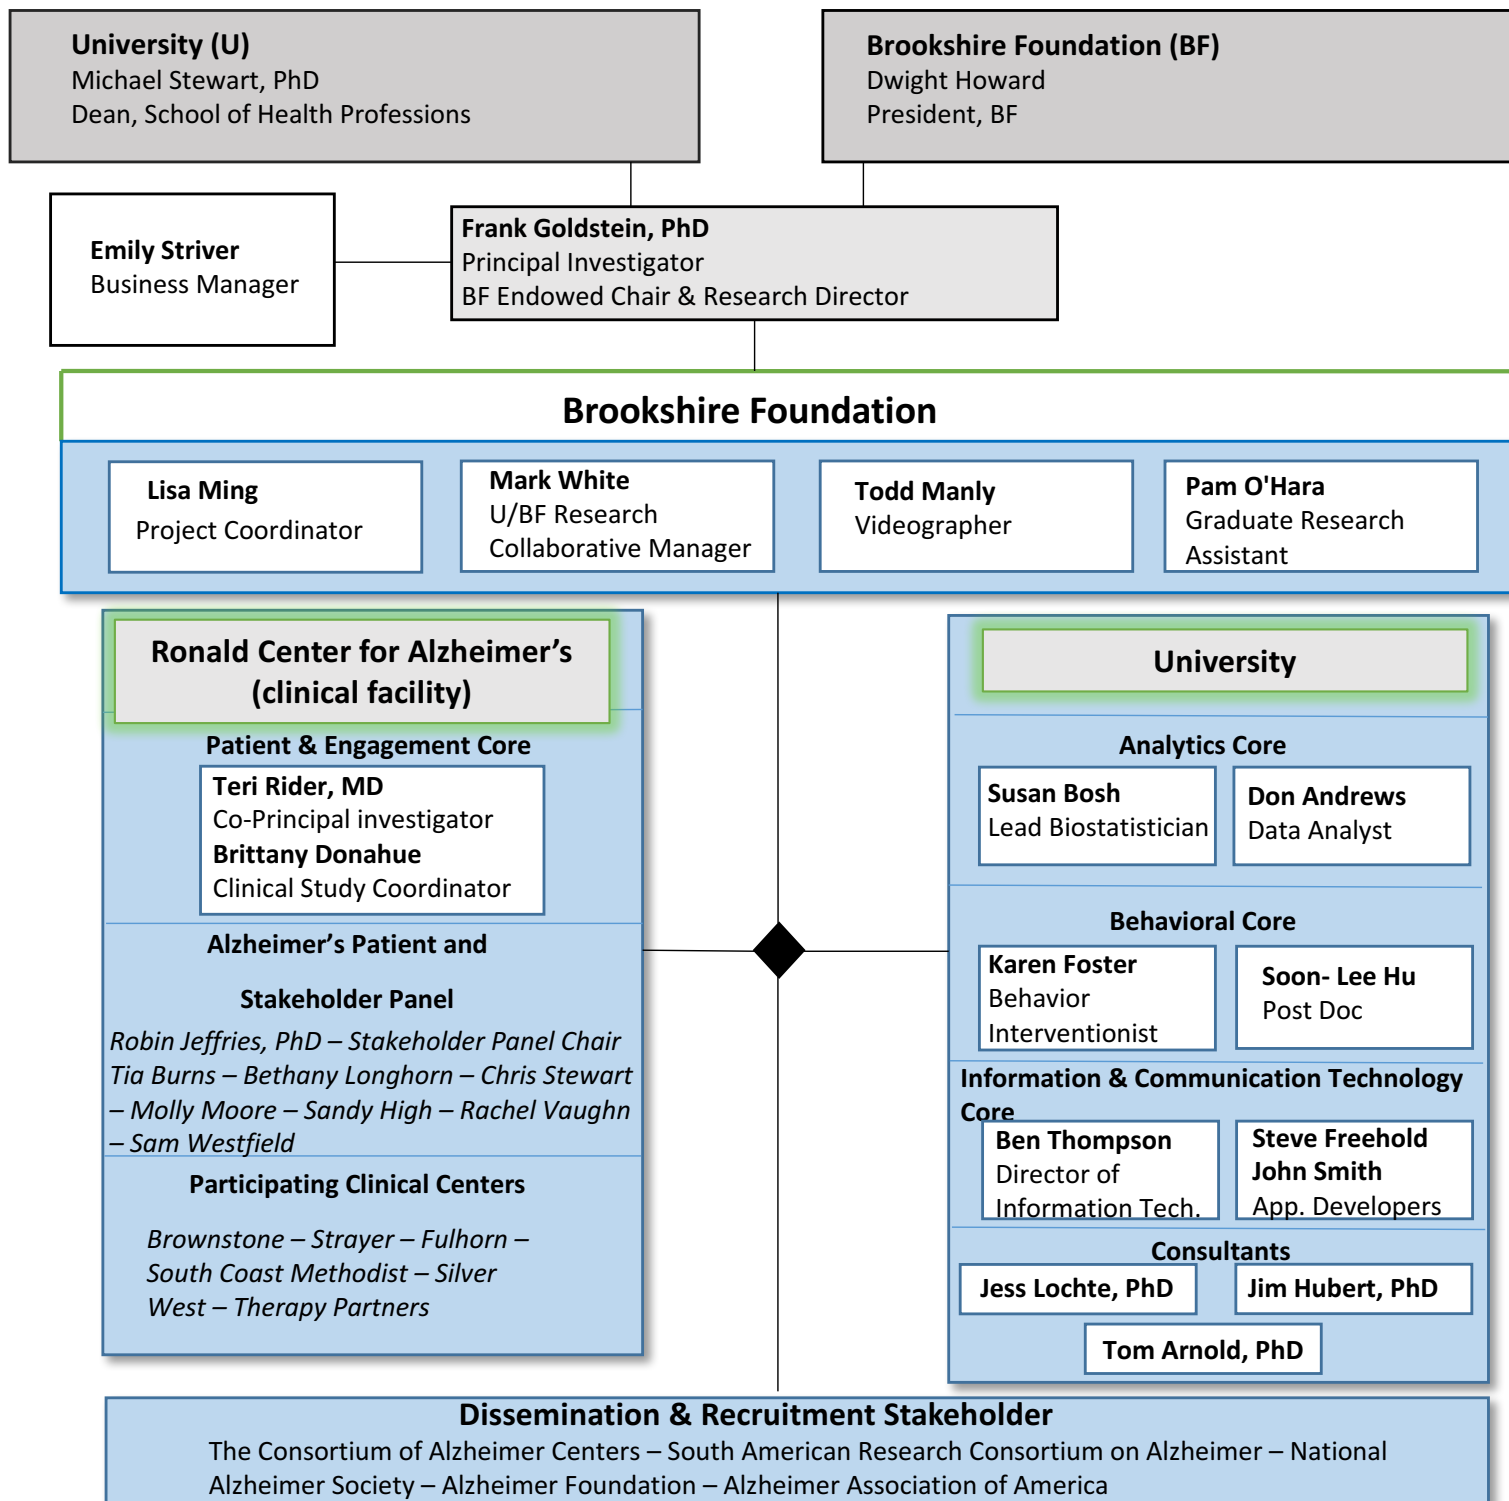 University (U)
Michael Stewart, PhD
Dean, School of Health Professions
Brookshire Foundation (BF)
Dwight Howard
President, BF
Emily Striver
Business Manager
Frank Goldstein, PhD
Principal Investigator
BF Endowed Chair & Research Director
Brookshire Foundation
Lisa Ming
Project Coordinator
Mark White
U/BF Research
Collaborative Manager
Todd Manly
Videographer
Pam O'Hara
Graduate Research
Assistant
Ronald Center for Alzheimer’s
(clinical facility)
Patient & Engagement Core
Teri Rider, MD
Co-Principal investigator
Brittany Donahue
Clinical Study Coordinator
Alzheimer’s Patient and
Stakeholder Panel
Robin Jeffries, PhD – Stakeholder Panel Chair
Tia Burns – Bethany Longhorn – Chris Stewart
– Molly Moore – Sandy High – Rachel Vaughn
– Sam Westfield
Participating Clinical Centers
Brownstone – Strayer – Fulhorn –
South Coast Methodist – Silver
West – Therapy Partners
University
Analytics Core
Susan Bosh
Lead Biostatistician
Don Andrews
Data Analyst
Behavioral Core
Karen Foster
Behavior
Interventionist
Soon- Lee Hu
Post Doc
Information & Communication Technology
Core
Ben Thompson
Director of
Information Tech.
Steve Freehold
John Smith
App. Developers
Consultants
Jess Lochte, PhD
Jim Hubert, PhD
Tom Arnold, PhD
Dissemination & Recruitment Stakeholder
The Consortium of Alzheimer Centers – South American Research Consortium on Alzheimer – National
Alzheimer Society – Alzheimer Foundation – Alzheimer Association of America